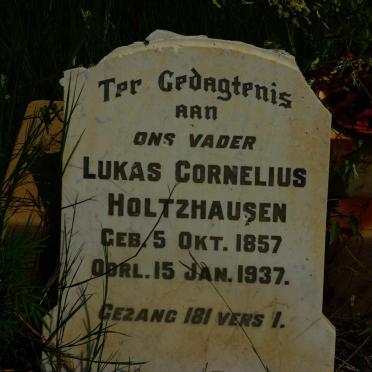 Ter Gedagtenis
aan
ONS VADER
LUKAS CORNELIUS
HOLTZHAUSEN
GEB. 5 OKT. 1857
OORL. 15 JAN. 1937.
GEZANG 181 VERS 1.